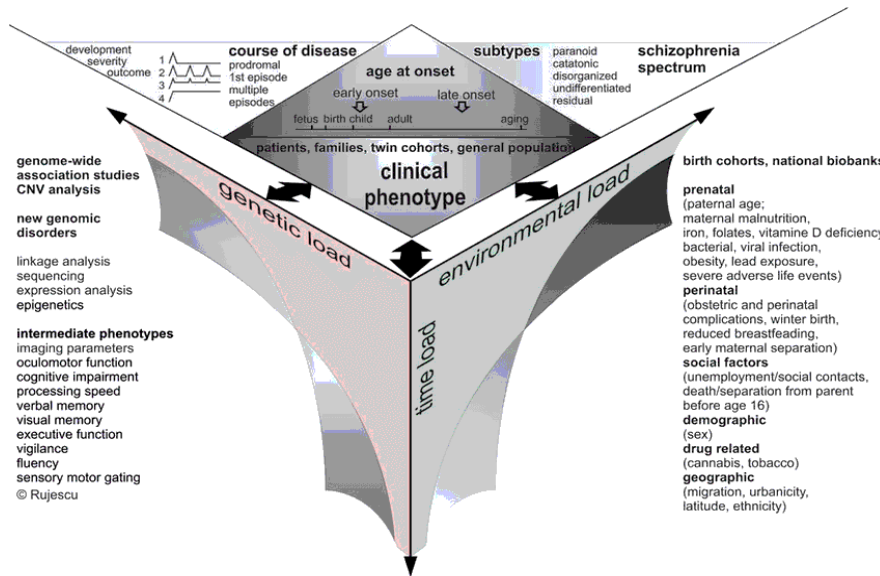 development
severity
outcome
1
2
3
4
course of disease
prodromal
1st episode
multiple
episodes
age at onset
early onset
late onset
fetus birth child adult aging
subtypes
paranoid
catatonic
disorganized
undifferentiated
residual
schizophrenia
spectrum
patients, families, twin cohorts, general population
clinical
phenotype
genetic load
environmental load
time load
genome-wide
association studies
CNV analysis
new genomic
disorders
linkage analysis
sequencing
expression analysis
epigenetics
intermediate phenotypes
imaging parameters
oculomotor function
cognitive impairment
processing speed
verbal memory
visual memory
executive function
vigilance
fluency
sensory motor gating
© Rujescu
birth cohorts, national biobanks
prenatal
(paternal age;
maternal malnutrition,
iron, folates, vitamine D deficiency
bacterial, viral infection,
obesity, lead exposure,
severe adverse life events)
perinatal
(obstetric and perinatal
complications, winter birth,
reduced breastfeading,
early maternal separation)
social factors
(unemployment/social contacts,
death/separation from parent
before age 16)
demographic
(sex)
drug related
(cannabis, tobacco)
geographic
(migration, urbanicity,
latitude, ethnicity)